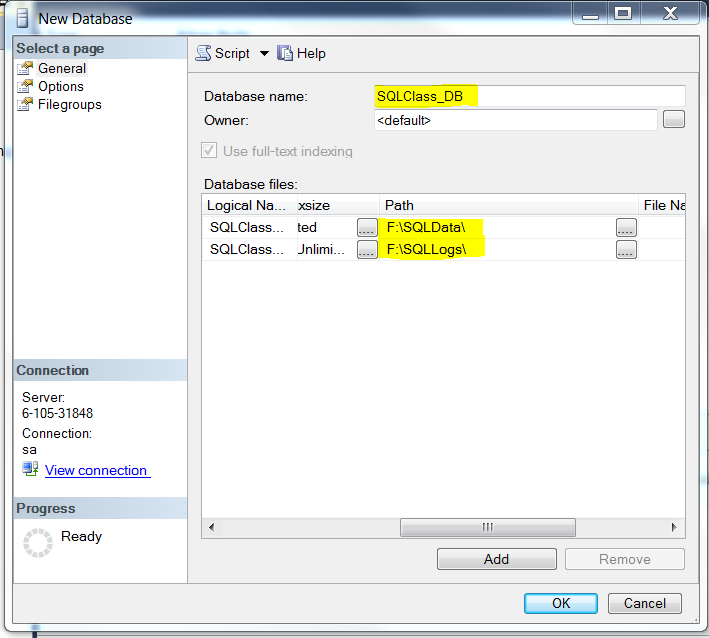 New Database
Select a page
General
Options
Filegroups
Script Help
Database name: SQLClass_DB
Owner: <default>
Use full-text indexing
Database files:
Logical Na... xsize Path File Na
SQLClass... ted .... F:\SQLData\ ....
SQLClass... Unlimi... .... F:\SQLLogs\ ....
Connection
Server:
6-105-31848
Connection:
sa
View connection
Progress
Ready
Add Remove
OK Cancel